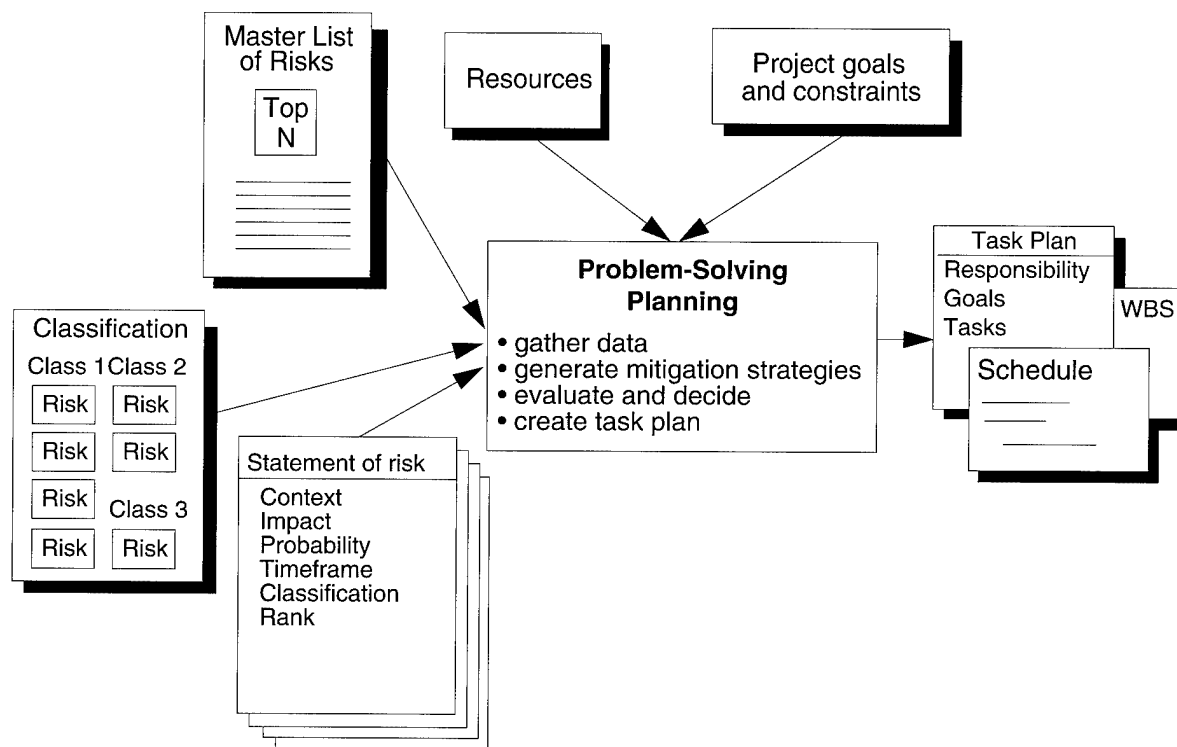 Master List
of Risks
Top
N
Resources
Project goals
and constraints
Problem-Solving
Planning
• gather data
• generate mitigation strategies
• evaluate and decide
• create task plan
Task Plan
Responsibility
Goals
Tasks
WBS
Schedule
Classification
Class 1 Class 2
Risk Risk
Risk Risk
Risk
Class 3
Risk Risk
Statement of risk
Context
Impact
Probability
Timeframe
Classification
Rank